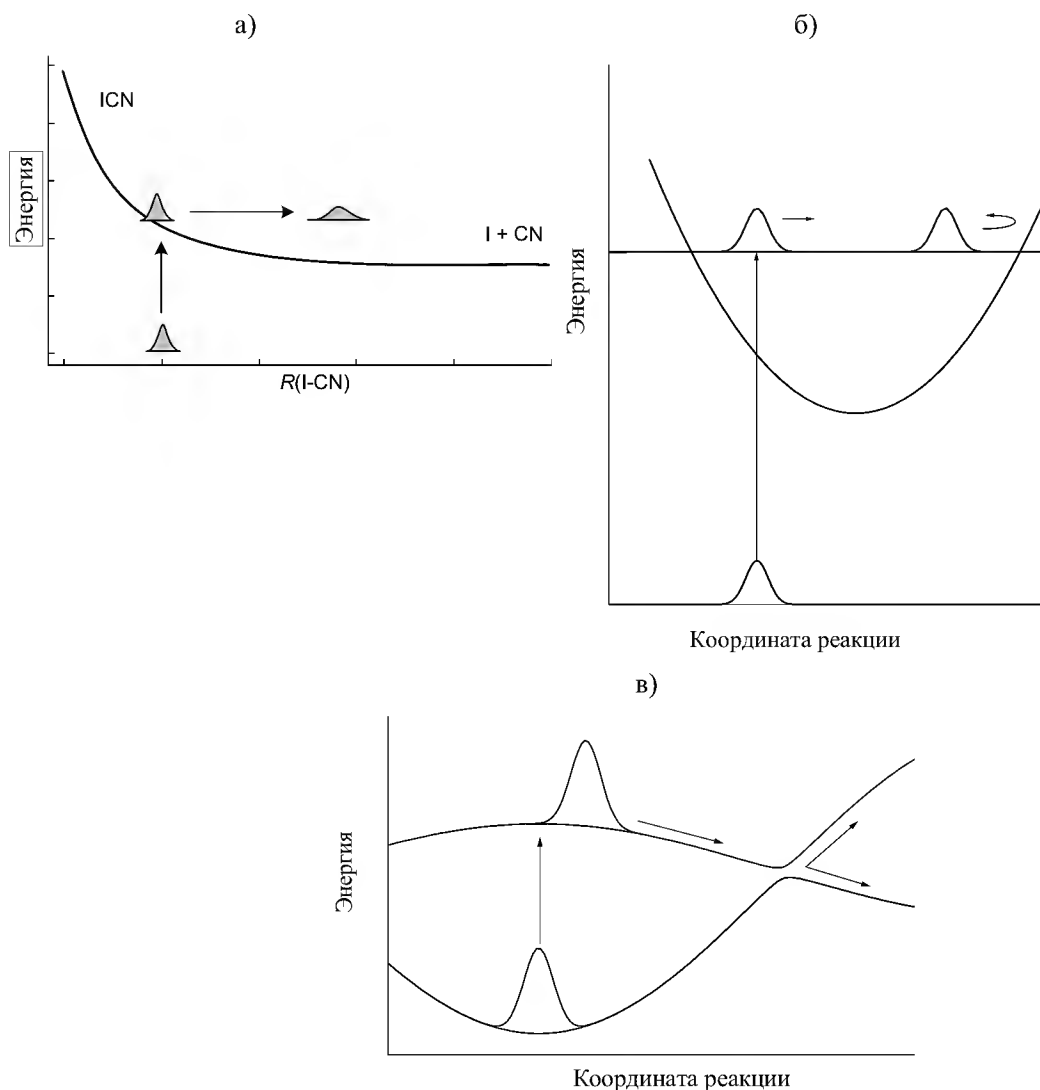 а)
ICN
Энергия
I + CN
R(I-CN)
б)
Энергия
Координата реакции
в)
Энергия
Координата реакции